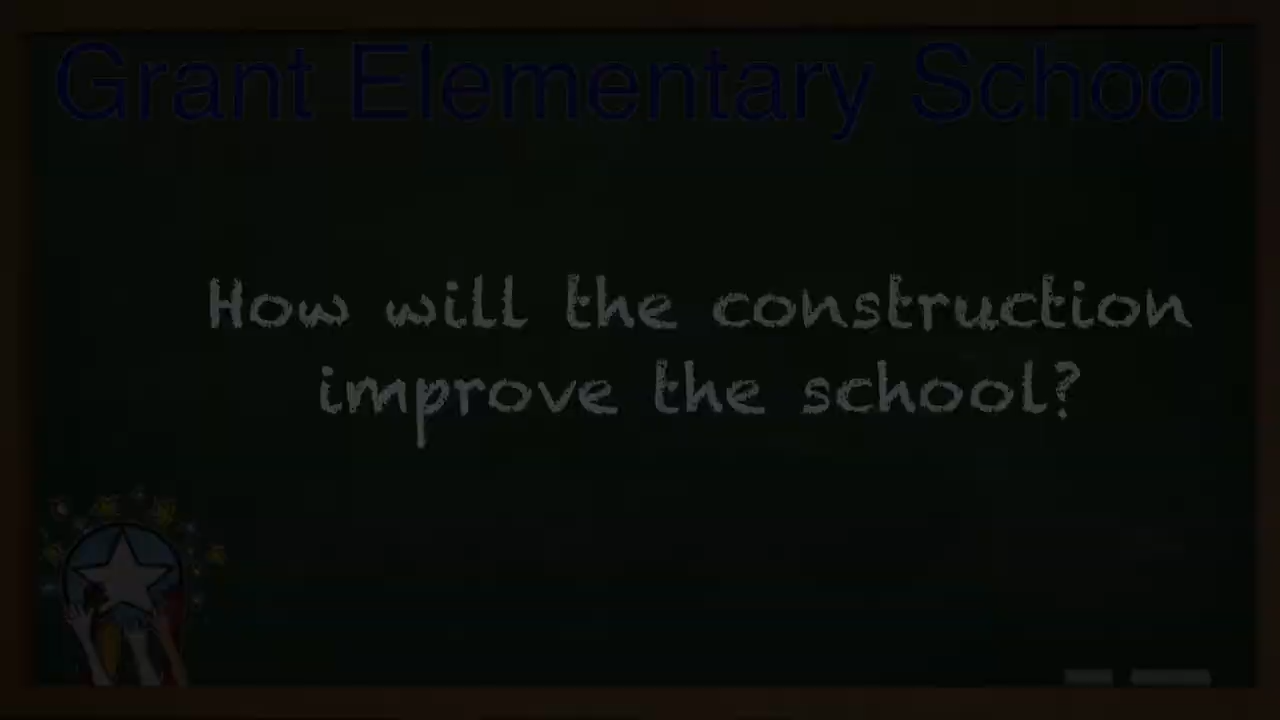 Grant Elementary School
How will the construction
improve the school?